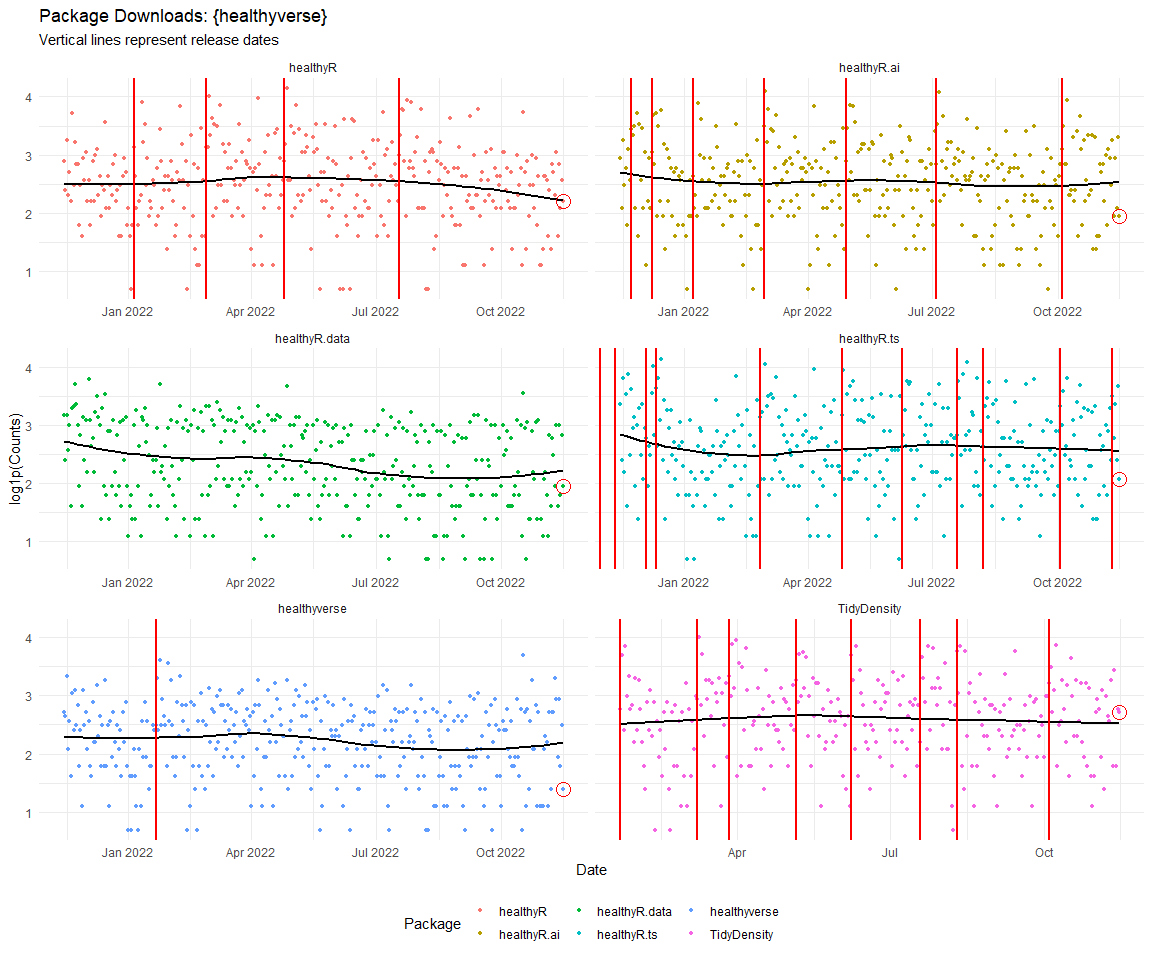 Package Downloads: {healthyverse}
Vertical lines represent release dates
healthyR
healthyR.ai
4
3
2
1
Jan 2022 Apr 2022 Jul 2022 Oct 2022
Jan 2022 Apr 2022 Jul 2022 Oct 2022
healthyR.data
healthyR.ts
4
3
2
1
log1p(Counts)
Jan 2022 Apr 2022 Jul 2022 Oct 2022
Jan 2022 Apr 2022 Jul 2022 Oct 2022
healthyverse
TidyDensity
4
3
2
1
Jan 2022 Apr 2022 Jul 2022 Oct 2022
Apr Jul Oct
Date
Package
healthyR healthyR.data healthyverse
healthyR.ai healthyR.ts TidyDensity